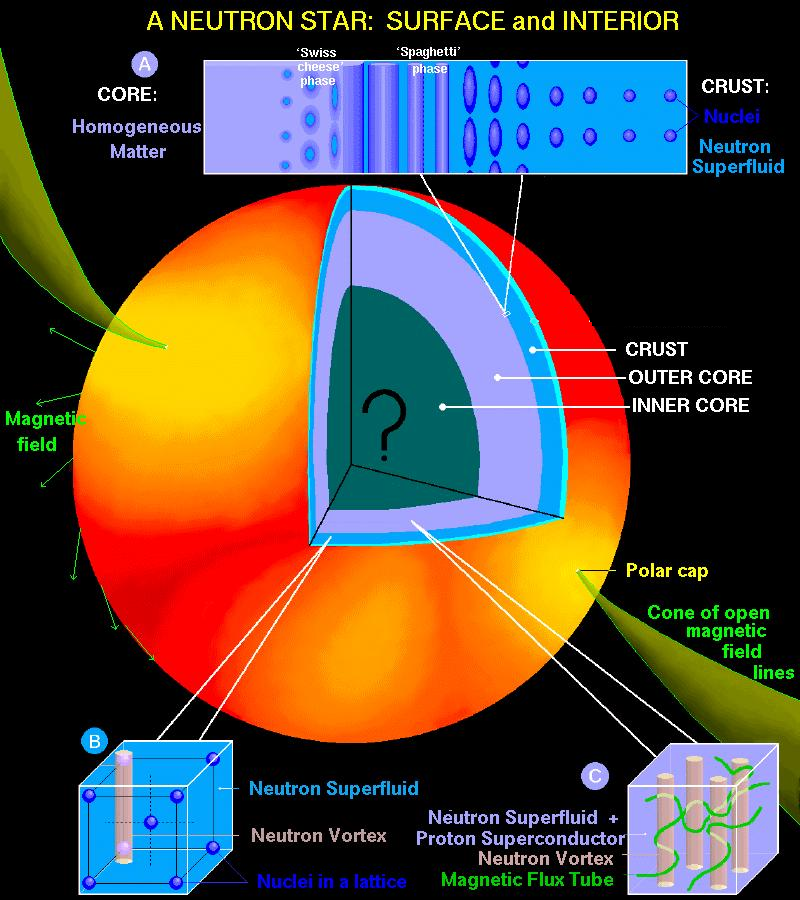 A NEUTRON STAR: SURFACE and INTERIOR
A
CORE:
Homogeneous
Matter
‘Swiss
cheese’
phase
‘Spaghetti’
phase
CRUST:
Nuclei
Neutron
Superfluid
CRUST
OUTER CORE
INNER CORE
?
Magnetic
field
Polar cap
Cone of open
magnetic
field
lines
B
Neutron Superfluid
Neutron Vortex
Nuclei in a lattice
C
Neutron Superfluid +
Proton Superconductor
Neutron Vortex
Magnetic Flux Tube